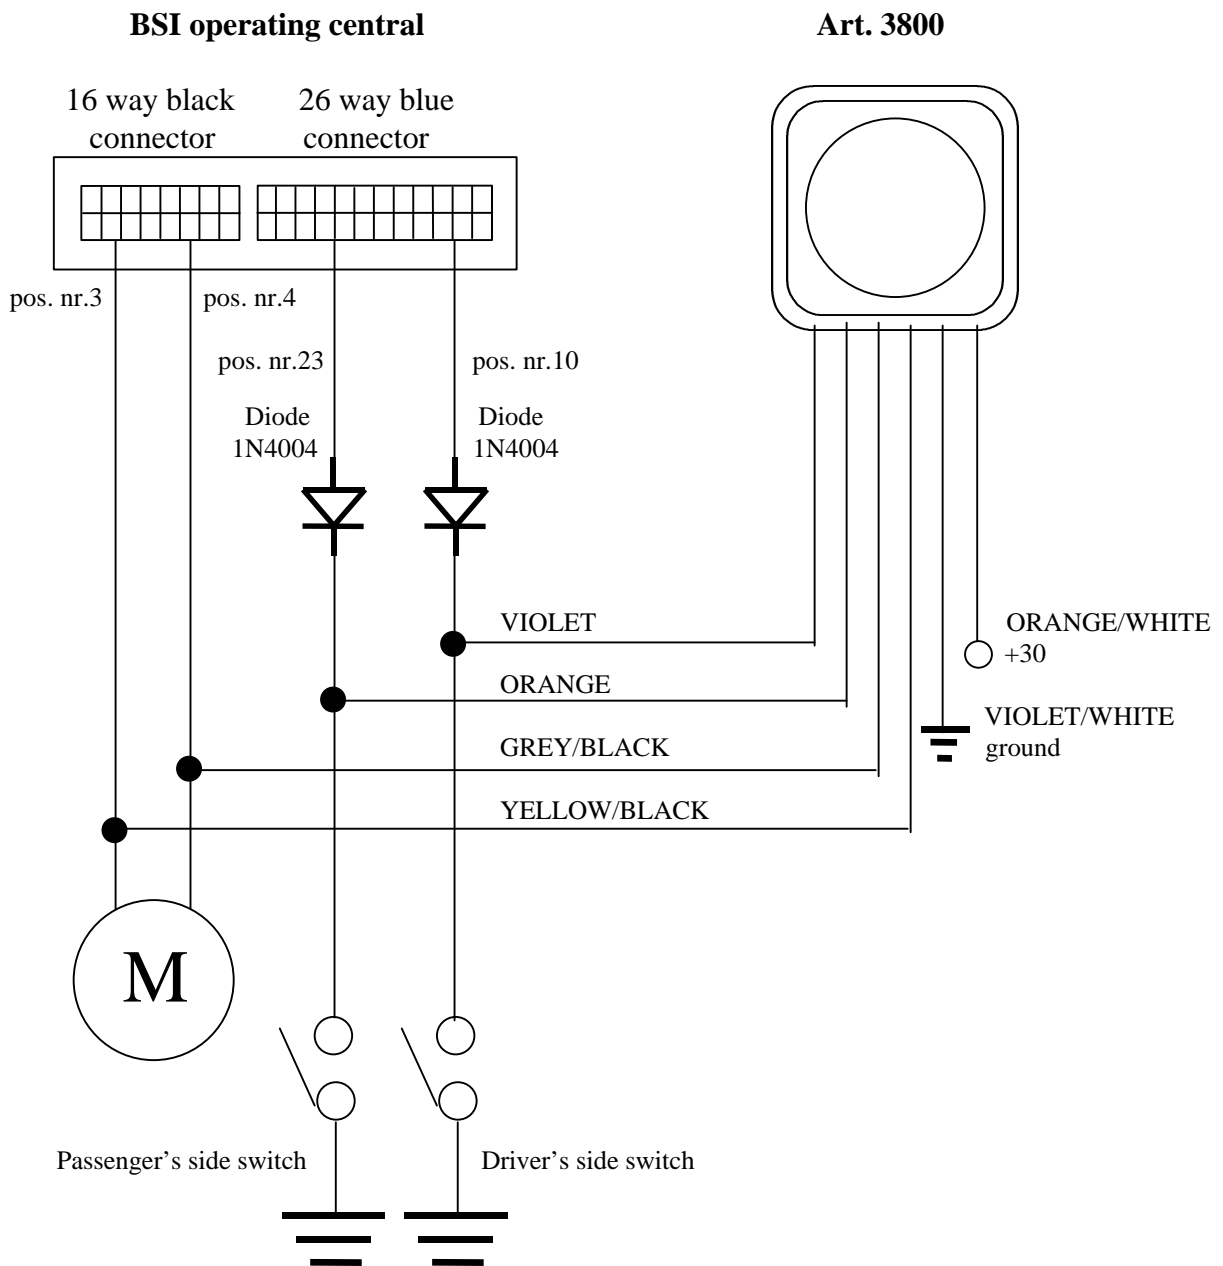 BSI operating central
Art. 3800
16 way black
connector
26 way blue
connector
pos. nr.3
pos. nr.4
pos. nr.23
pos. nr.10
Diode
1N4004
Diode
1N4004
VIOLET
ORANGE/WHITE
+30
ORANGE
VIOLET/WHITE
ground
GREY/BLACK
YELLOW/BLACK
M
Passenger’s side switch
Driver’s side switch